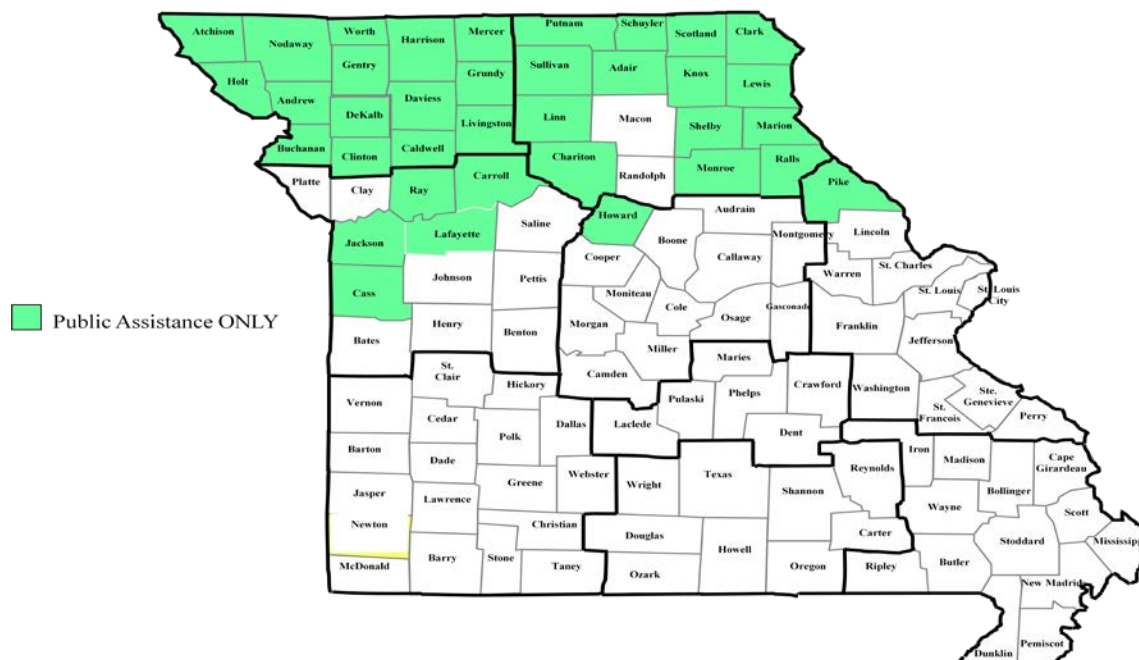 Atchison
Nodaway
Worth
Harrison
Mercer
Putnam
Schuyler
Scotland
Clark
Gentry
Sullivan
Adair
Knox
Lewis
Holt
Grundy
Andrew
DeKalb
Daviess
Livingston
Linn
Macon
Shelby
Marion
Buchanan
Clinton
Caldwell
Chariton
Randolph
Monroe
Ralls
Platte
Clay
Ray
Carroll
Pike
Saline
Howard
Audrain
Jackson
Lafayette
Boone
Montgomery
Lincoln
Johnson
Pettis
Cooper
Callaway
Warren
St. Charles
Cass
Moniteau
Cole
Osage
Gasconade
St. Louis
St. Louis
City
Public Assistance ONLY
Bates
Henry
Benton
Morgan
Miller
Franklin
Jefferson
St.
Clair
Hickory
Camden
Maries
Phelps
Crawford
Washington
Ste.
Genevieve
St.
Francois
Perry
Vernon
Cedar
Polk
Dallas
Laclede
Pulaski
Dent
Barton
Dade
Iron
Madison
Cape
Girardeau
Jasper
Lawrence
Greene
Webster
Wright
Texas
Shannon
Reynolds
Bollinger
Newton
Christian
Douglas
Carter
Wayne
Scott
McDonald
Barry
Stone
Taney
Ozark
Howell
Oregon
Ripley
Butler
Stoddard
Mississipp
New Madrid
Dunklin
Pemiscot